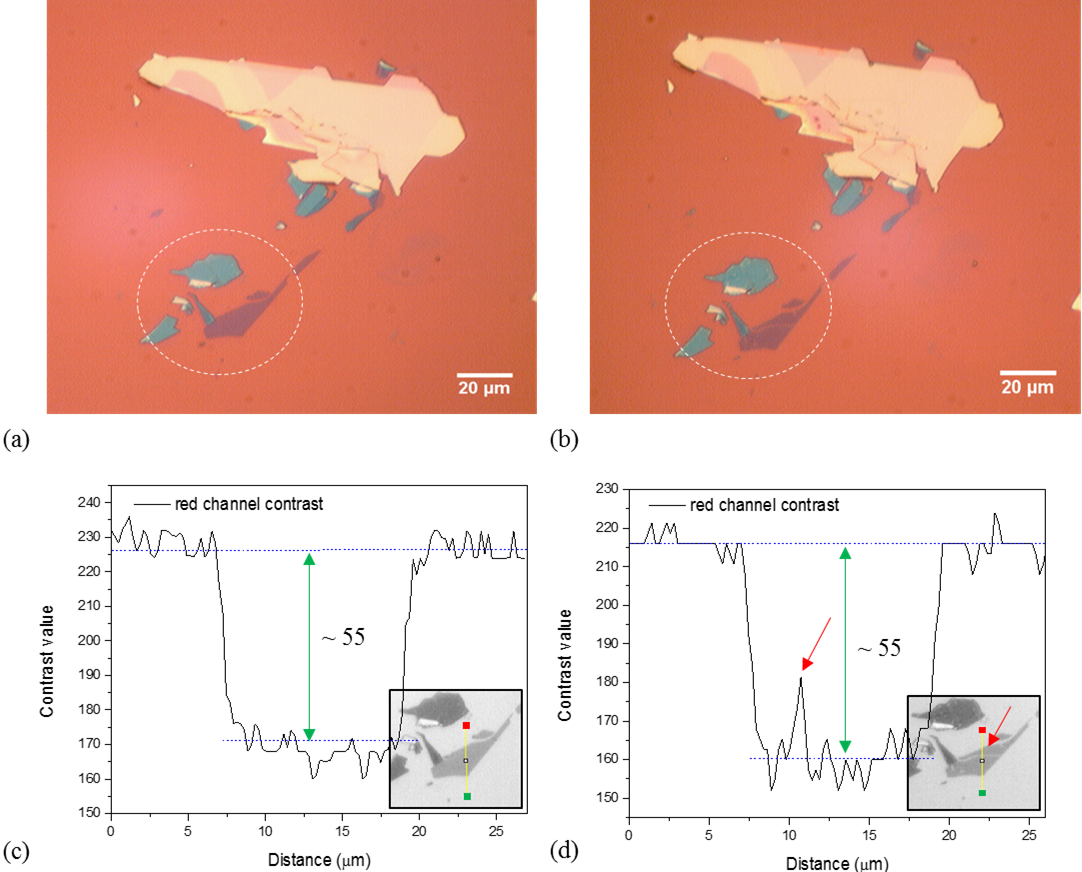 20 µm
20 µm
(a)
(b)
240
230
220
210
200
190
180
170
160
150
0
5
10
15
20
25
Contrast value
Distance (µm)
red channel contrast
~ 55
(c)
230
220
210
200
190
180
170
160
150
0
5
10
15
20
25
Contrast value
Distance (µm)
red channel contrast
~ 55
(d)